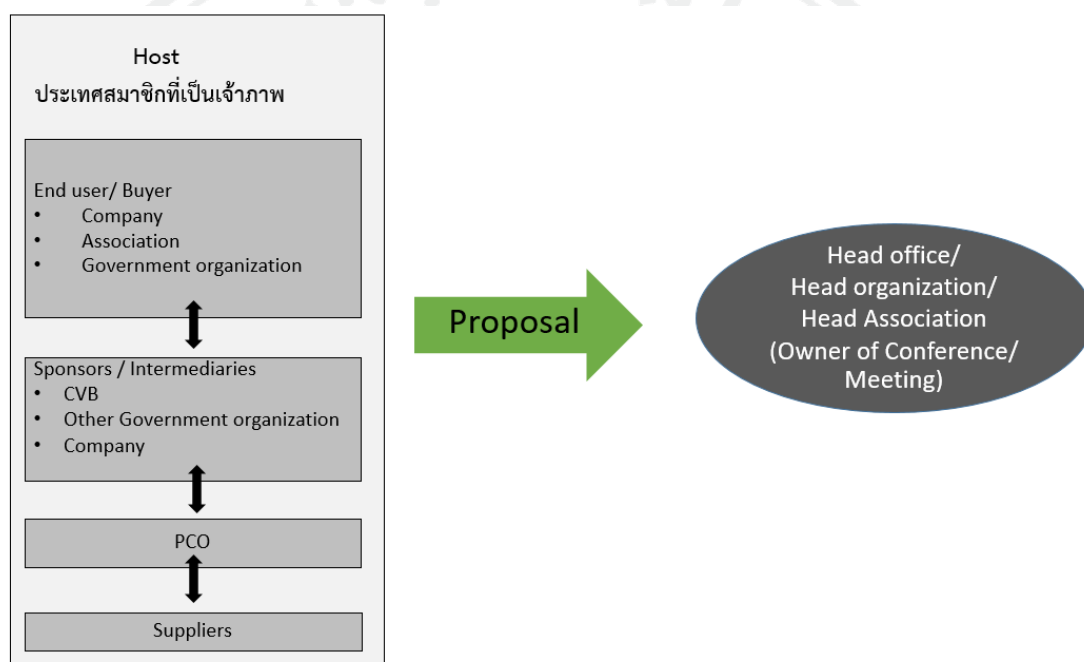 Host
ประเทศสมาชิกที่เป็นเจ้าภาพ
End user/ Buyer
• Company
• Association
• Government organization
Sponsors / Intermediaries
• CVB
• Other Government organization
• Company
PCO
Suppliers
Proposal
Head office/
Head organization/
Head Association
(Owner of Conference/
Meeting)